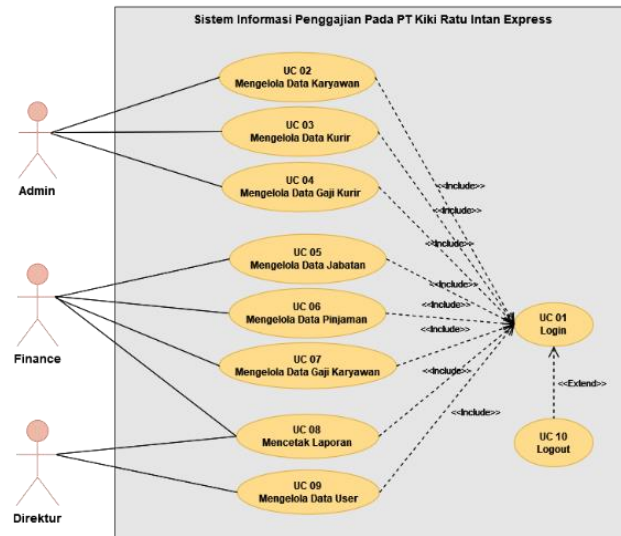 Sistem Informasi Penggajian Pada PT Kiki Ratu Intan Express
UC 02
Mengelola Data Karyawan
UC 03
Mengelola Data Kurir
UC 04
Mengelola Data Gaji Kurir
Admin
<<Include>>
<<Include>>
<<Include>>
UC 05
Mengelola Data Jabatan
UC 06
Mengelola Data Pinjaman
UC 07
Mengelola Data Gaji Karyawan
Finance
<<Include>>
<<Include>>
<<Include>>
<<Include>>
<<Include>>
UC 01
Login
<<Extend>>
UC 10
Logout
UC 08
Mencetak Laporan
UC 09
Mengelola Data User
Direktur